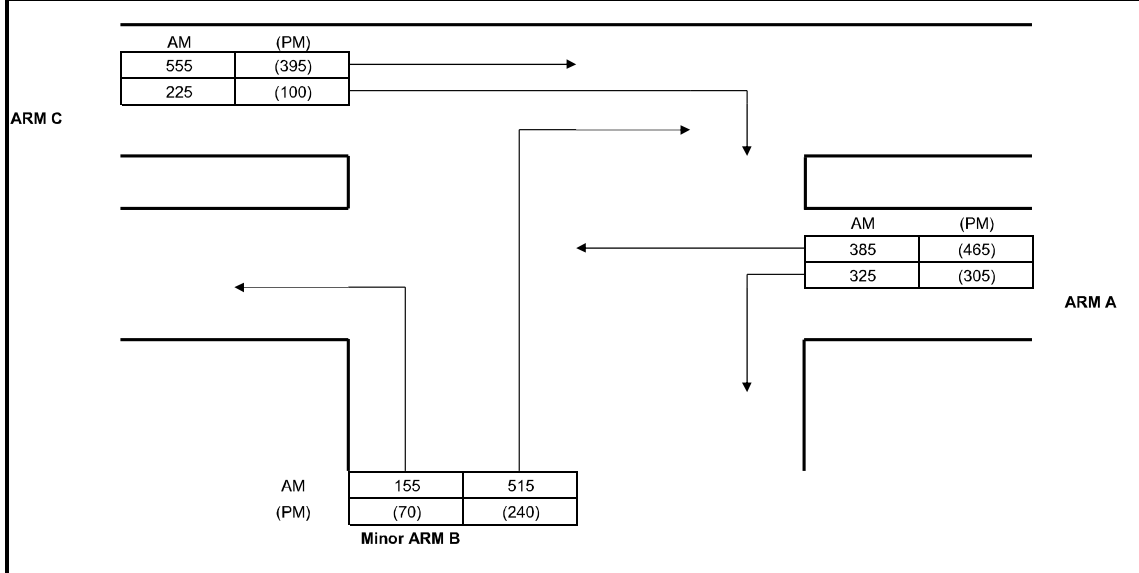 AM (PM)
555 (395)
225 (100)
ARM C
AM (PM)
385 (465)
325 (305)
ARM A
AM 155 515
(PM) (70) (240)
Minor ARM B